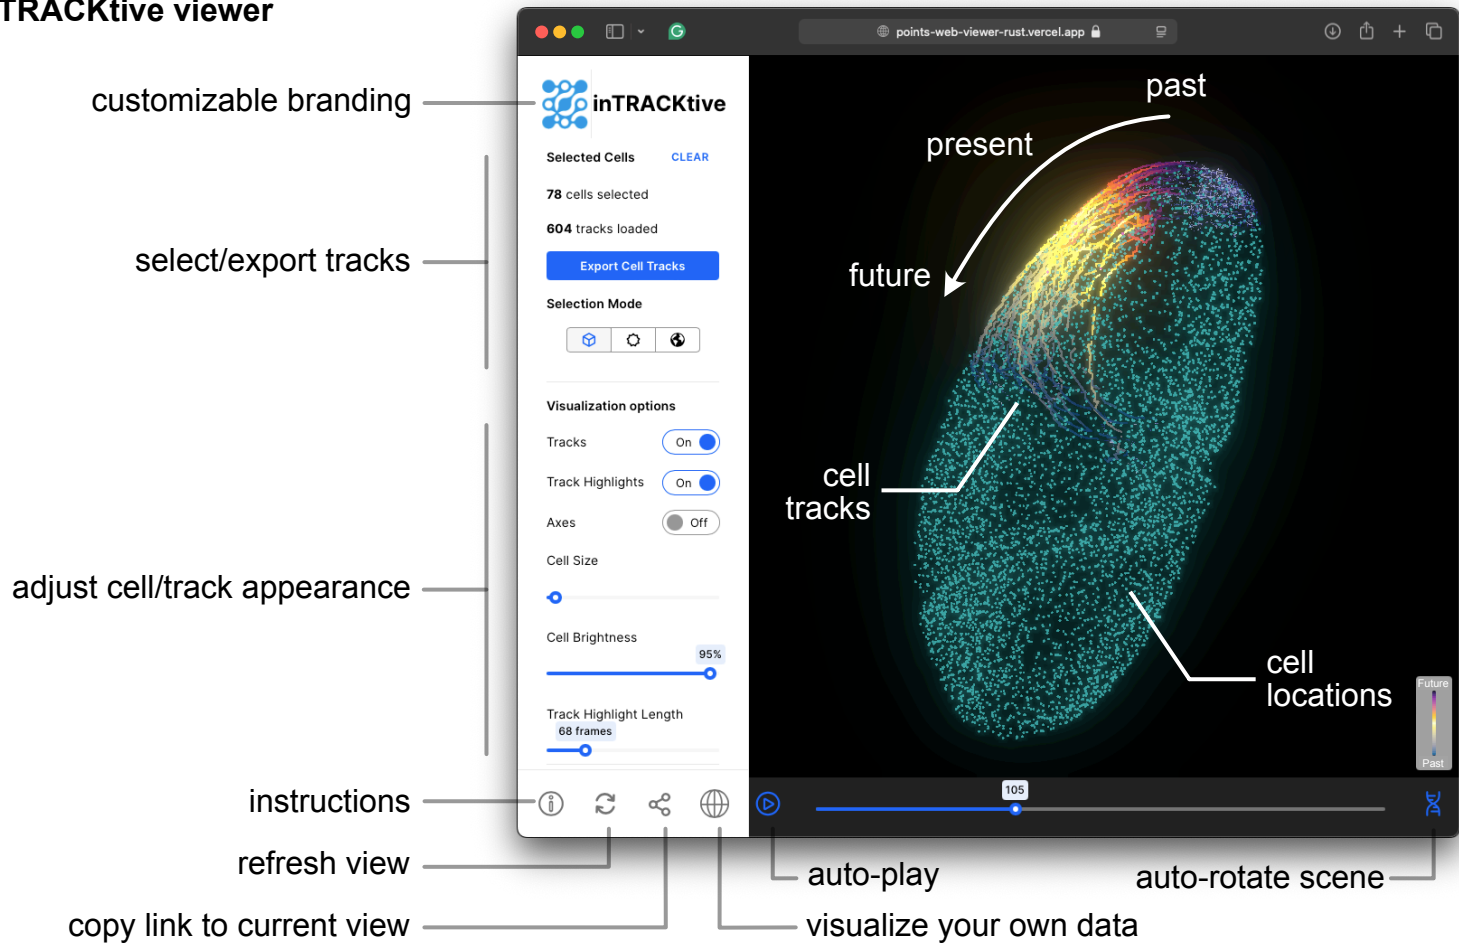 TRACKtive viewer
points-web-viewer-rust.vercel.app
customizable branding
inTRACKtive
Selected Cells CLEAR
78 cells selected
604 tracks loaded
select/export tracks
Export Cell Tracks
Selection Mode
Visualization options
Tracks On
Track Highlights On
Axes Off
Cell Size
adjust cell/track appearance
Cell Brightness
95%
Track Highlight Length
68 frames
past
present
future
cell
tracks
cell
locations
Future
Past
105
instructions
refresh view
copy link to current view
auto-play
auto-rotate scene
visualize your own data